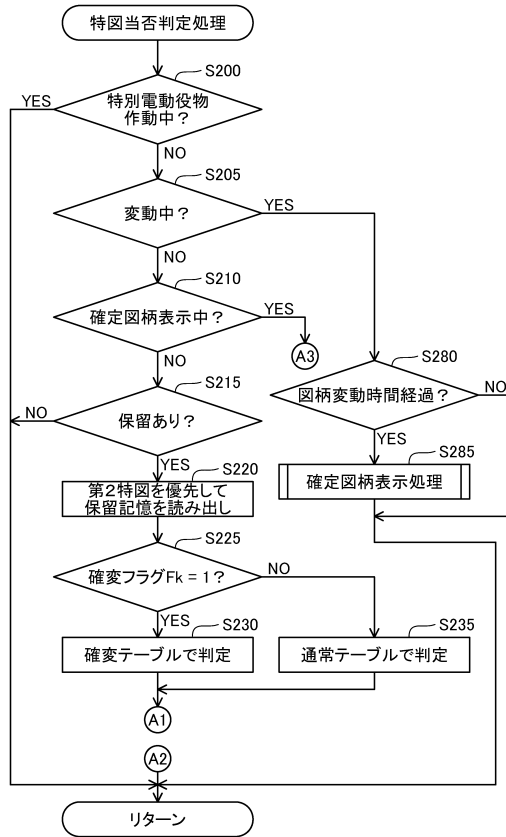 特図当否判定処理
S200
特別電動役物
作動中？
YES
NO
S205
変動中？
YES
NO
S210
確定図柄表示中？
YES
A3
NO
S215
保留あり？
NO
YES
S280
図柄変動時間経過？
NO
YES
S285
確定図柄表示処理
S220
第２特図を優先して
保留記憶を読み出し
S225
確変フラグFk = 1？
NO
YES
S230
確変テーブルで判定
S235
通常テーブルで判定
A1
A2
リターン